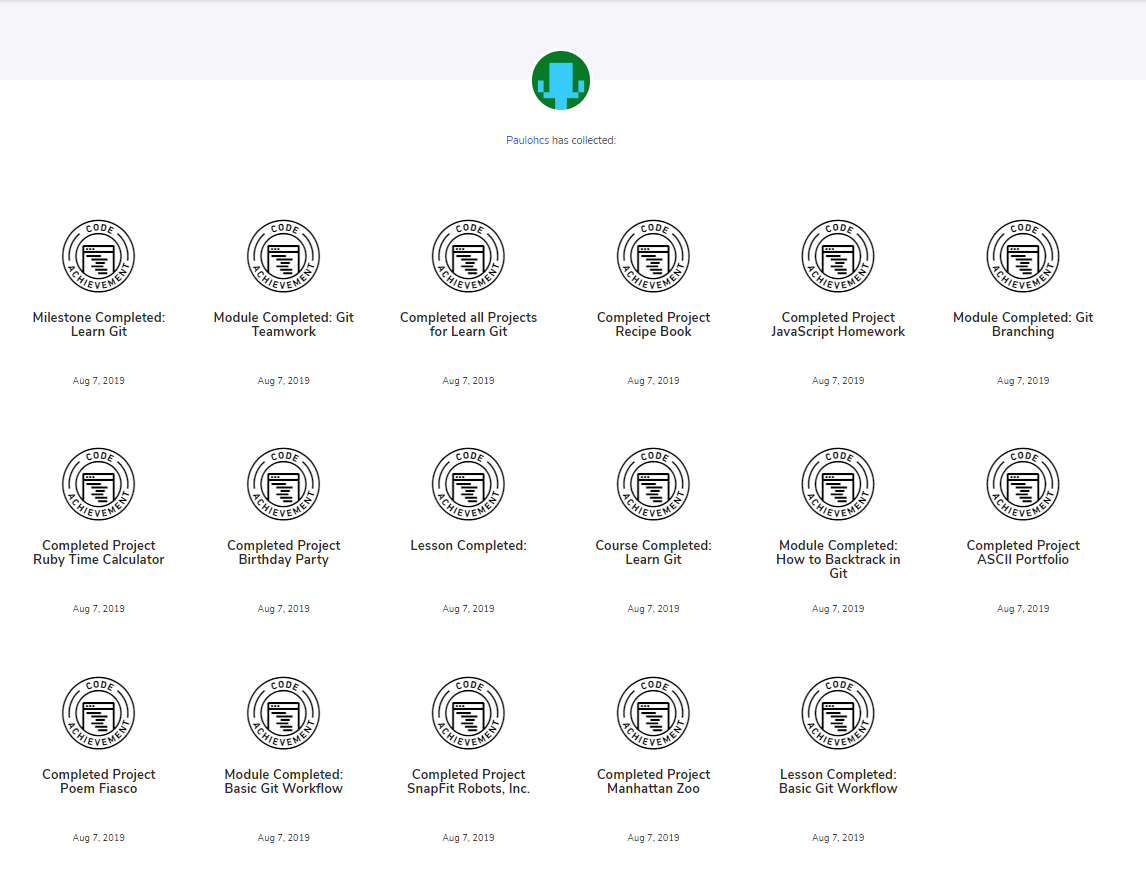 Paulohcs has collected:
CODE ACHIEVEMENT
CODE ACHIEVEMENT
CODE ACHIEVEMENT
CODE ACHIEVEMENT
CODE ACHIEVEMENT
CODE ACHIEVEMENT
Milestone Completed:
Learn Git
Module Completed: Git
Teamwork
Completed all Projects
for Learn Git
Completed Project
Recipe Book
Completed Project
JavaScript Homework
Module Completed: Git
Branching
Aug 7, 2019
Aug 7, 2019
Aug 7, 2019
Aug 7, 2019
Aug 7, 2019
Aug 7, 2019
CODE ACHIEVEMENT
CODE ACHIEVEMENT
CODE ACHIEVEMENT
CODE ACHIEVEMENT
CODE ACHIEVEMENT
CODE ACHIEVEMENT
Completed Project
Ruby Time Calculator
Completed Project
Birthday Party
Lesson Completed:
Course Completed:
Learn Git
Module Completed:
How to Backtrack in
Git
Completed Project
ASCII Portfolio
Aug 7, 2019
Aug 7, 2019
Aug 7, 2019
Aug 7, 2019
Aug 7, 2019
Aug 7, 2019
CODE ACHIEVEMENT
CODE ACHIEVEMENT
CODE ACHIEVEMENT
CODE ACHIEVEMENT
CODE ACHIEVEMENT
Completed Project
Poem Fiasco
Module Completed:
Basic Git Workflow
Completed Project
SnapFit Robots, Inc.
Completed Project
Manhattan Zoo
Lesson Completed:
Basic Git Workflow
Aug 7, 2019
Aug 7, 2019
Aug 7, 2019
Aug 7, 2019
Aug 7, 2019